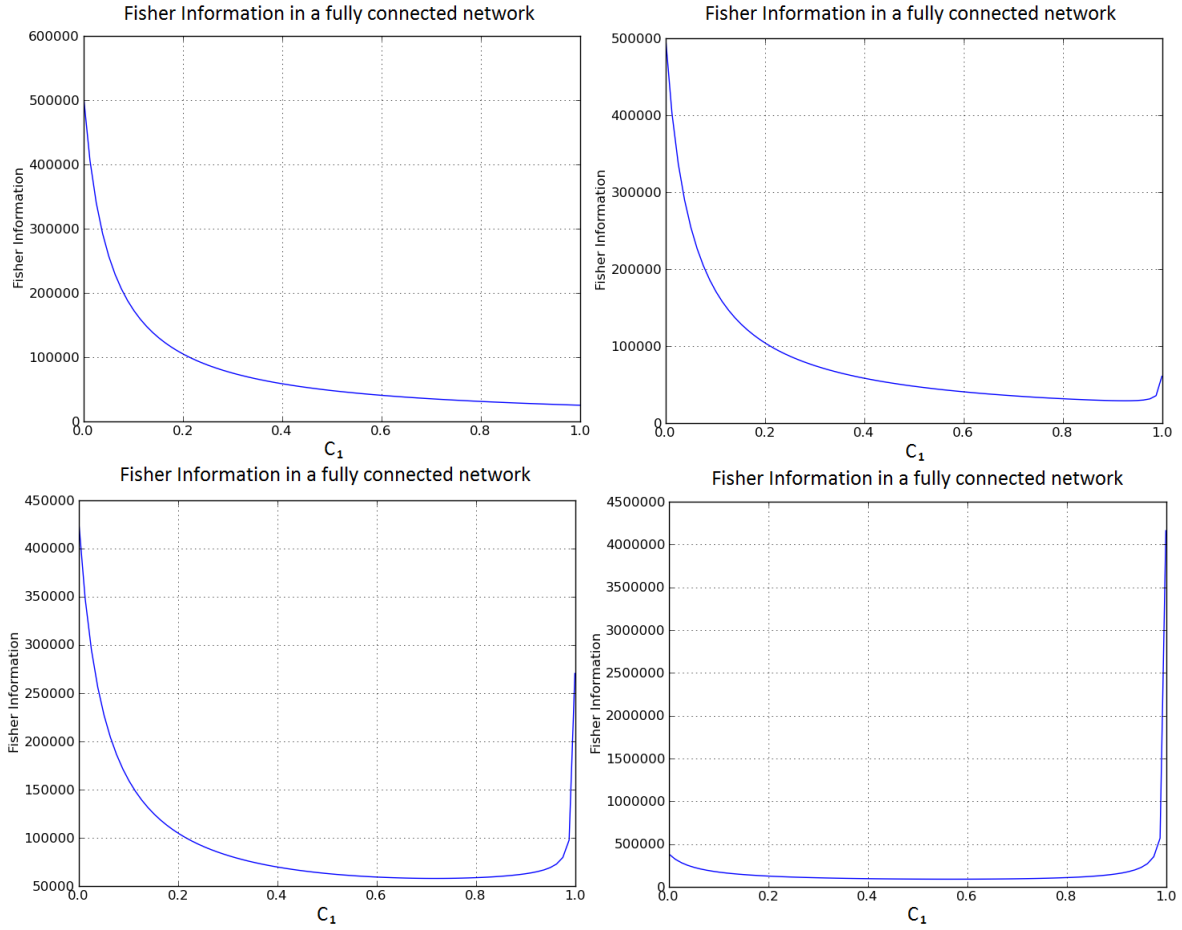 Fisher Information in a fully connected network
600000
500000
400000
300000
200000
100000
0
Fisher Information
0.0 0.2 0.4 0.6 0.8 1.0
C₁
Fisher Information in a fully connected network
500000
400000
300000
200000
100000
0
Fisher Information
0.0 0.2 0.4 0.6 0.8 1.0
C₁
Fisher Information in a fully connected network
450000
400000
350000
300000
250000
200000
150000
100000
50000
Fisher Information
0.0 0.2 0.4 0.6 0.8 1.0
C₁
Fisher Information in a fully connected network
4500000
4000000
3500000
3000000
2500000
2000000
1500000
1000000
500000
0
Fisher Information
0.0 0.2 0.4 0.6 0.8 1.0
C₁